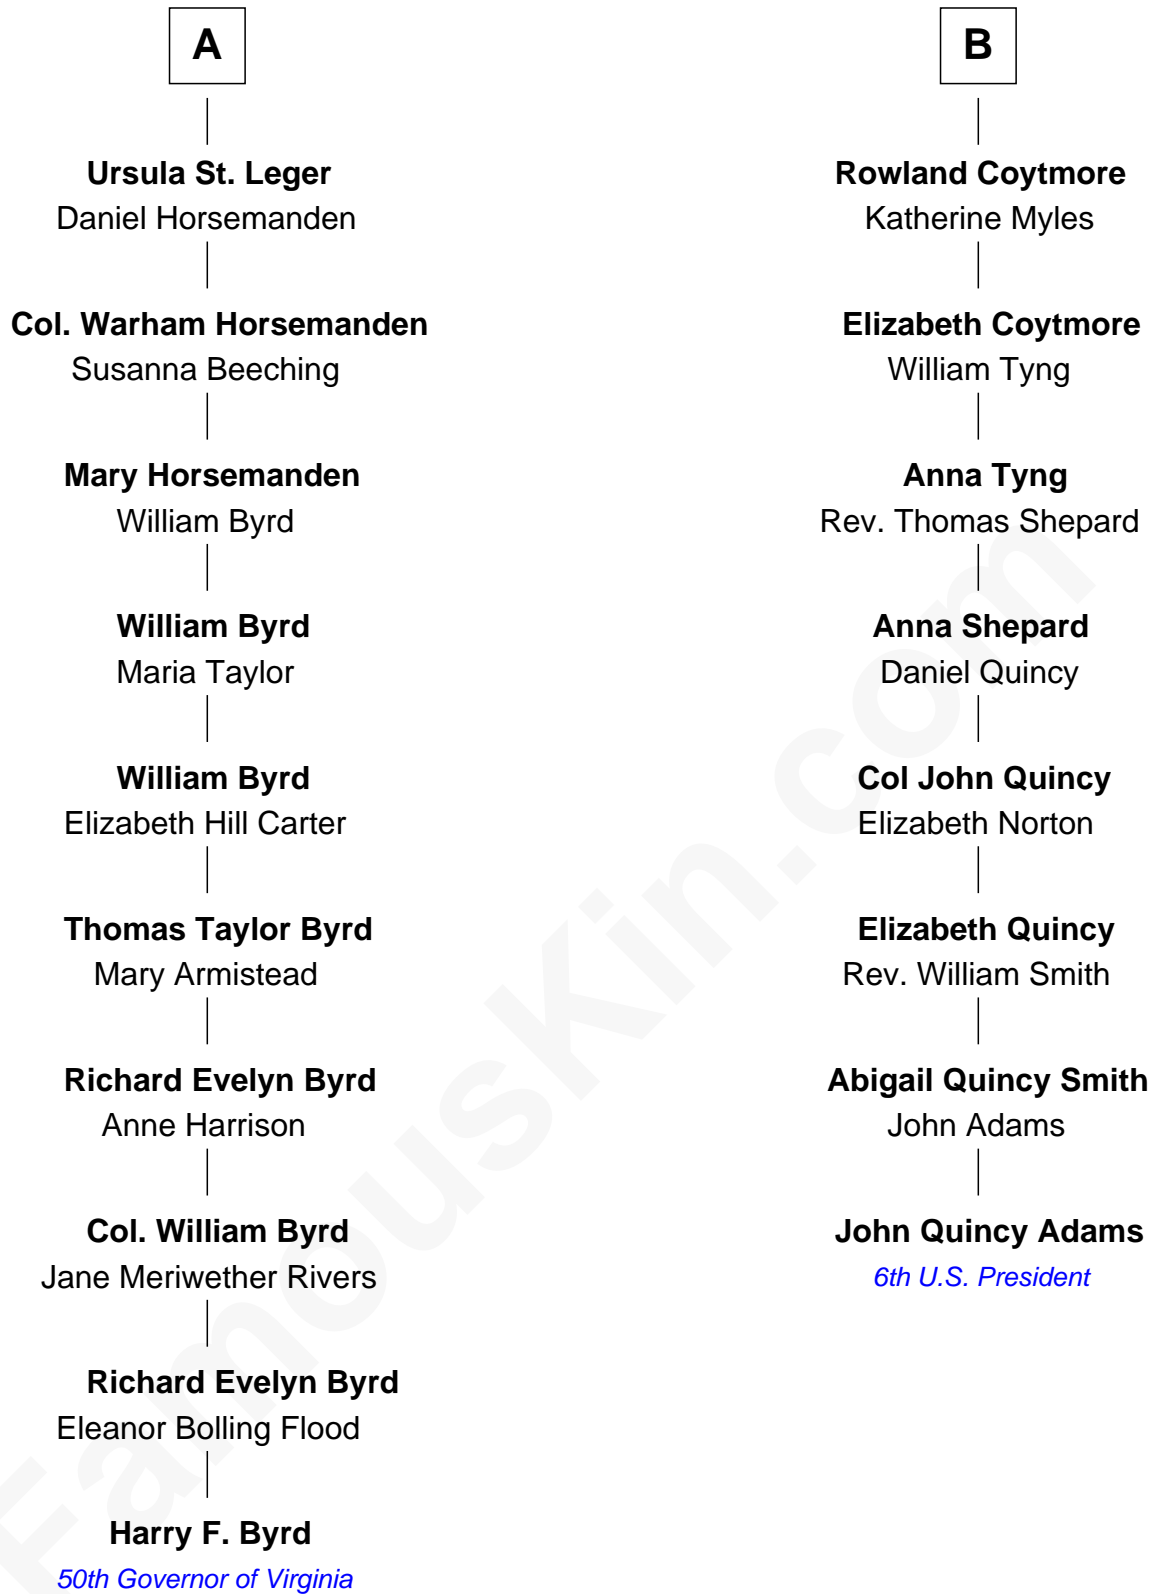 A
Ursula St. Leger
Daniel Horsemanden
Col. Warham Horsemanden
Susanna Beeching
Mary Horsemanden
William Byrd
William Byrd
Maria Taylor
William Byrd
Elizabeth Hill Carter
Thomas Taylor Byrd
Mary Armistead
Richard Evelyn Byrd
Anne Harrison
Col. William Byrd
Jane Meriwether Rivers
Richard Evelyn Byrd
Eleanor Bolling Flood
Harry F. Byrd
50th Governor of Virginia
B
Rowland Coytmore
Katherine Myles
Elizabeth Coytmore
William Tyng
Anna Tyng
Rev. Thomas Shepard
Anna Shepard
Daniel Quincy
Col John Quincy
Elizabeth Norton
Elizabeth Quincy
Rev. William Smith
Abigail Quincy Smith
John Adams
John Quincy Adams
6th U.S. President
FamousKin.com